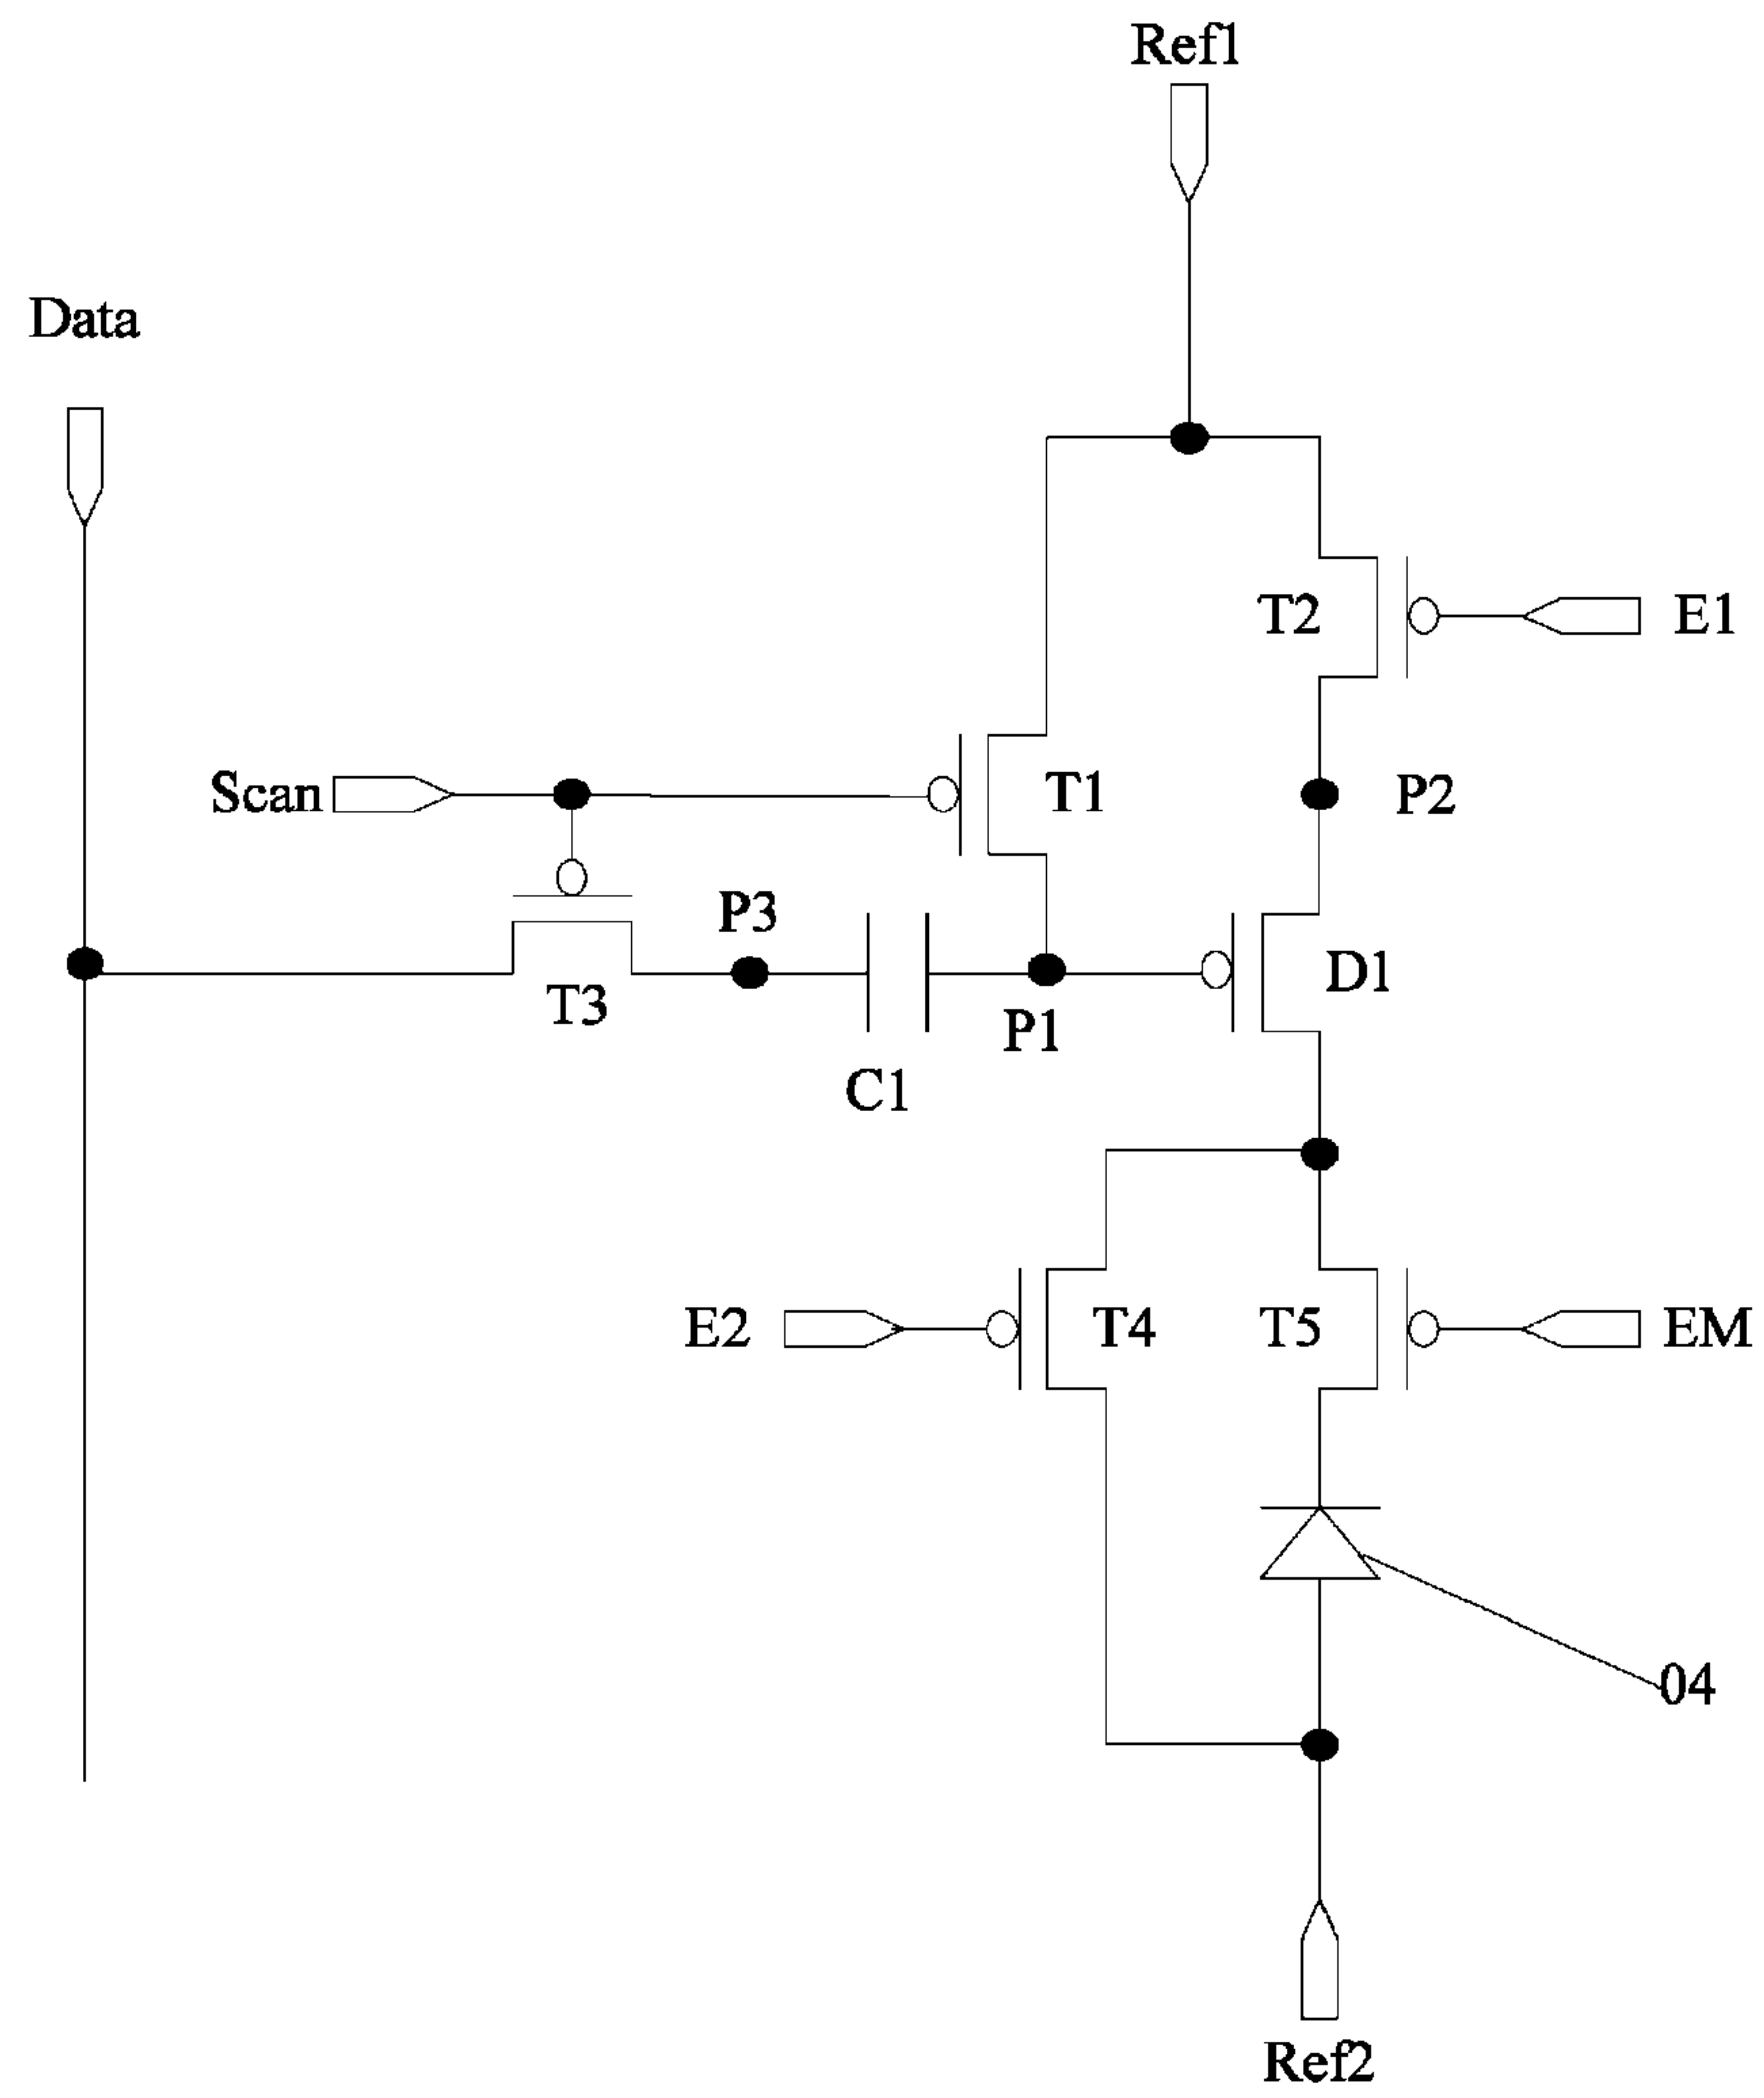 Ref1
Data
T2
E1
Scan
T1
P2
P3
T3
D1
P1
C1
E2
T4
T5
EM
04
Ref2